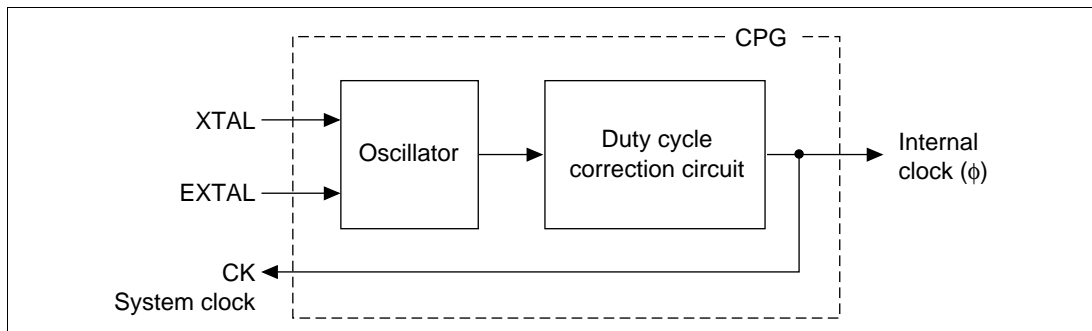 CPG
XTAL
EXTAL
Oscillator
Duty cycle
correction circuit
Internal
clock (ϕ)
CK
System clock